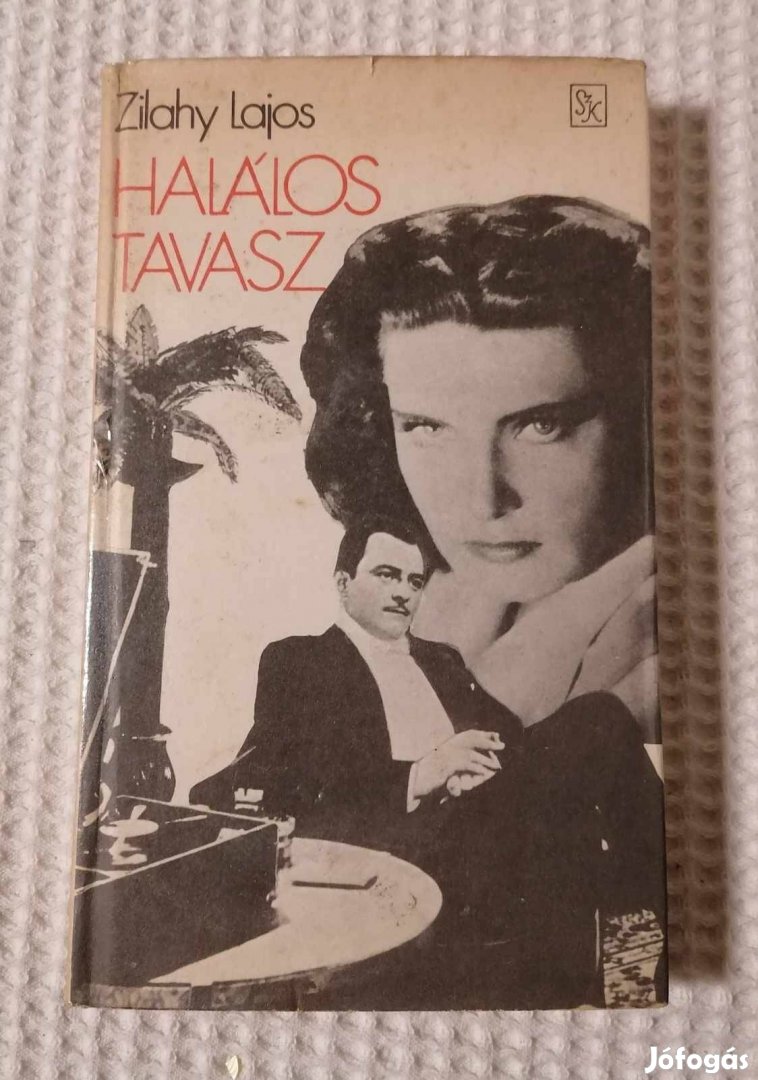 Zilahy Lajos
SzK
HALÁLOS
TAVASZ
Jófogás